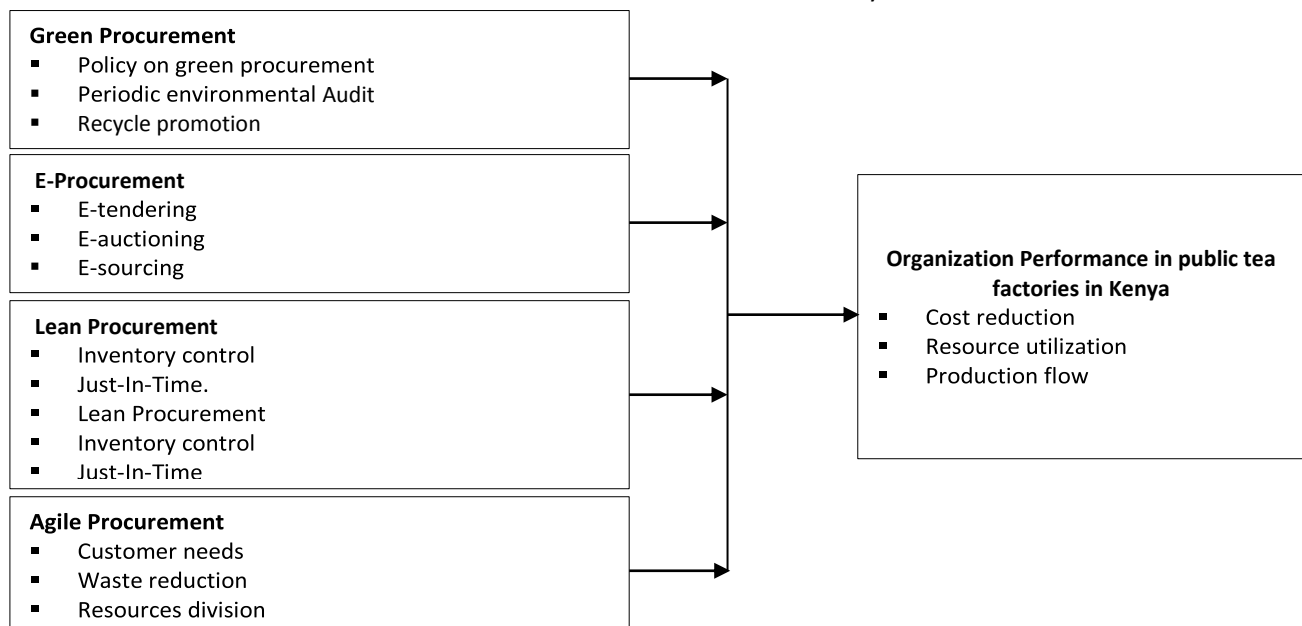 Green Procurement
▪ Policy on green procurement
▪ Periodic environmental Audit
▪ Recycle promotion
E-Procurement
▪ E-tendering
▪ E-auctioning
▪ E-sourcing
Lean Procurement
▪ Inventory control
▪ Just-In-Time.
▪ Lean Procurement
▪ Inventory control
▪ Just-In-Time
Agile Procurement
▪ Customer needs
▪ Waste reduction
▪ Resources division
Organization Performance in public tea
factories in Kenya
▪ Cost reduction
▪ Resource utilization
▪ Production flow